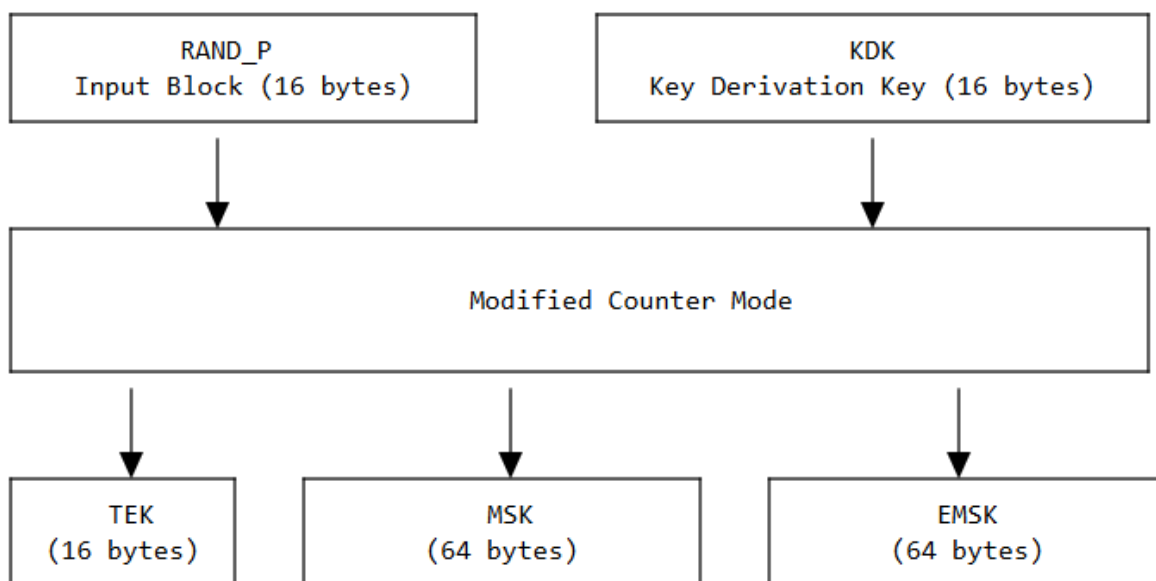 RAND_P
Input Block (16 bytes)
KDK
Key Derivation Key (16 bytes)
Modified Counter Mode
TEK
(16 bytes)
MSK
(64 bytes)
EMSK
(64 bytes)